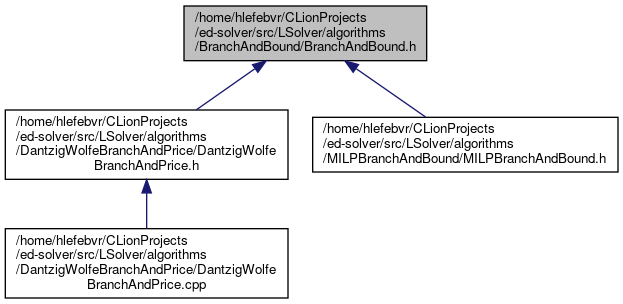 /home/hlefebvr/CLionProjects
/ed-solver/src/LSolver/algorithms
/BranchAndBound/BranchAndBound.h
/home/hlefebvr/CLionProjects
/ed-solver/src/LSolver/algorithms
/DantzigWolfeBranchAndPrice/DantzigWolfe
BranchAndPrice.h
/home/hlefebvr/CLionProjects
/ed-solver/src/LSolver/algorithms
/MILPBranchAndBound/MILPBranchAndBound.h
/home/hlefebvr/CLionProjects
/ed-solver/src/LSolver/algorithms
/DantzigWolfeBranchAndPrice/DantzigWolfe
BranchAndPrice.cpp